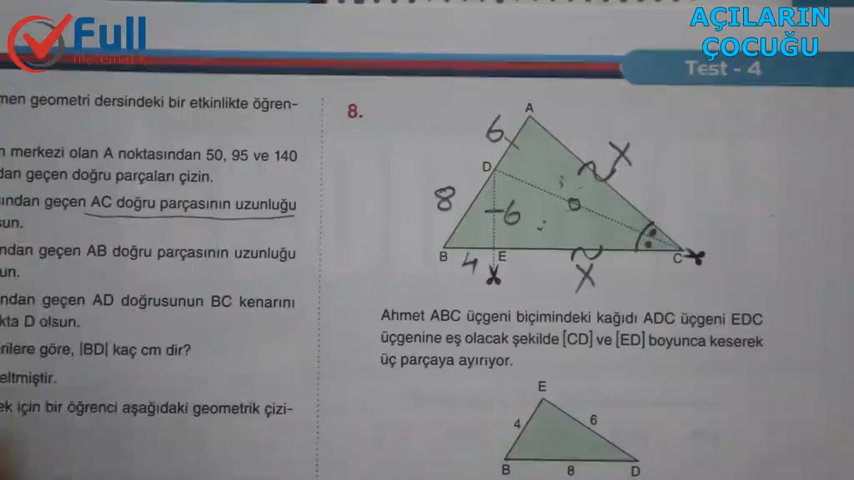 Full
matematik
AÇILARIN
ÇOCUĞU
Test - 4
men geometri dersindeki bir etkinlikte öğren-
n merkezi olan A noktasından 50, 95 ve 140
dan geçen doğru parçaları çizin.
sından geçen AC doğru parçasının uzunluğu
sun.
ndan geçen AB doğru parçasının uzunluğu
un.
ndan geçen AD doğrusunun BC kenarını
kta D olsun.
rilere göre, |BD| kaç cm dir?
eltmiştir.
ek için bir öğrenci aşağıdaki geometrik çizi-
8.
A
6
X
D
8
6
B
4
E
X
C
Ahmet ABC üçgeni biçimindeki kağıdı ADC üçgeni EDC
üçgenine eş olacak şekilde [CD] ve [ED] boyunca keserek
üç parçaya ayırıyor.
E
4
6
B
8
D